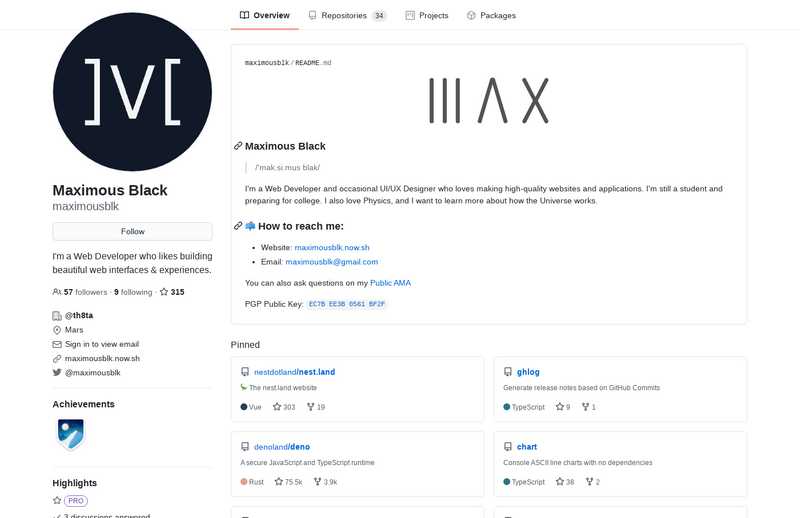 Overview
Repositories 34
Projects
Packages
]V[
Maximous Black
maximousblk
Follow
I'm a Web Developer who likes building
beautiful web interfaces & experiences.
57 followers · 9 following · 315
@th8ta
Mars
Sign in to view email
maximousblk.now.sh
@maximousblk
Achievements
Highlights
PRO
maximousblk / README.md
MAX
Maximous Black
/'mak.si.mus blak/
I'm a Web Developer and occasional UI/UX Designer who loves making high-quality websites and applications. I'm still a student and
preparing for college. I also love Physics, and I want to learn more about how the Universe works.
How to reach me:
Website: maximousblk.now.sh
Email: maximousblk@gmail.com
You can also ask questions on my Public AMA
PGP Public Key: EC7B EE3B 0561 BF2F
Pinned
nestdotland/nest.land
The nest.land website
Vue 303 19
ghlog
Generate release notes based on GitHub Commits
TypeScript 9 1
denoland/deno
A secure JavaScript and TypeScript runtime
Rust 75.5k 3.9k
chart
Console ASCII line charts with no dependencies
TypeScript 38 2